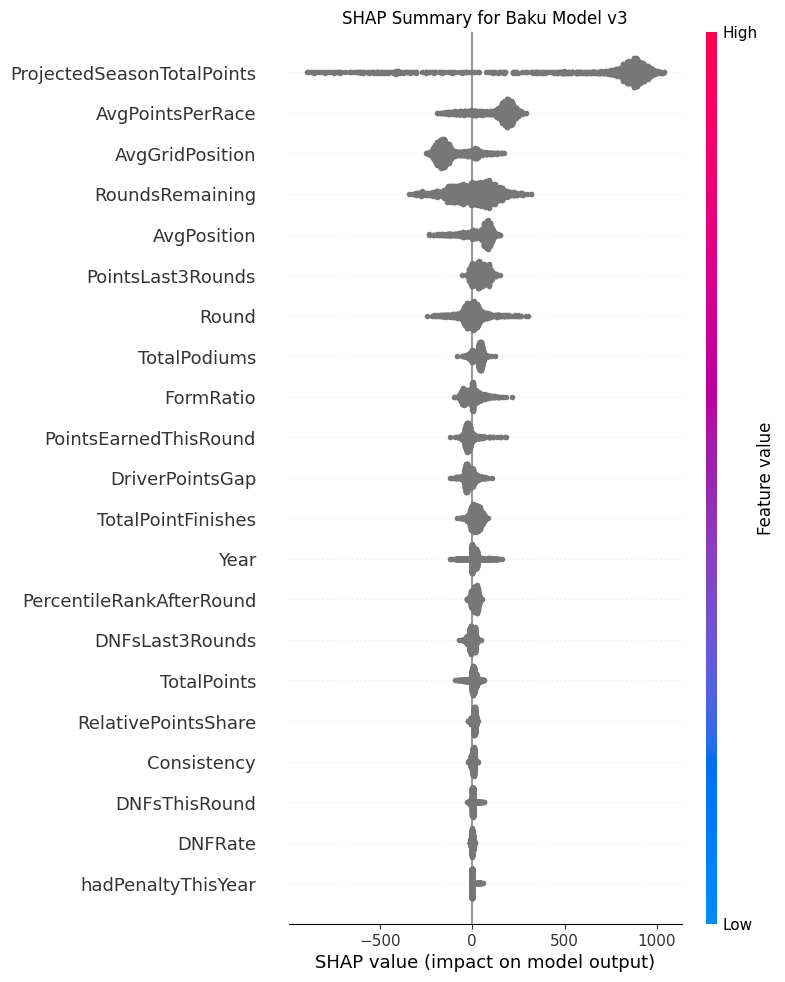 SHAP Summary for Baku Model v3
High
ProjectedSeasonTotalPoints
AvgPointsPerRace
AvgGridPosition
RoundsRemaining
AvgPosition
PointsLast3Rounds
Round
TotalPodiums
FormRatio
PointsEarnedThisRound
DriverPointsGap
TotalPointFinishes
Year
PercentileRankAfterRound
DNFsLast3Rounds
TotalPoints
RelativePointsShare
Consistency
DNFsThisRound
DNFRate
hadPenaltyThisYear
Feature value
Low
−500 0 500 1000
SHAP value (impact on model output)